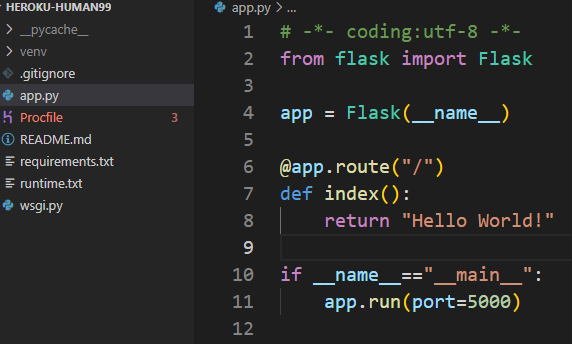 HEROKU-HUMAN99
__pycache__
venv
.gitignore
app.py
Procfile 3
README.md
requirements.txt
runtime.txt
wsgi.py
app.py > ...
1 # -*- coding:utf-8 -*-
2 from flask import Flask
3
4 app = Flask(__name__)
5
6 @app.route("/")
7 def index():
8     return "Hello World!"
9
10 if __name__=="__main__":
11     app.run(port=5000)
12